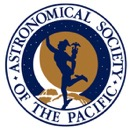 ASTRONOMICAL SOCIETY
OF THE PACIFIC